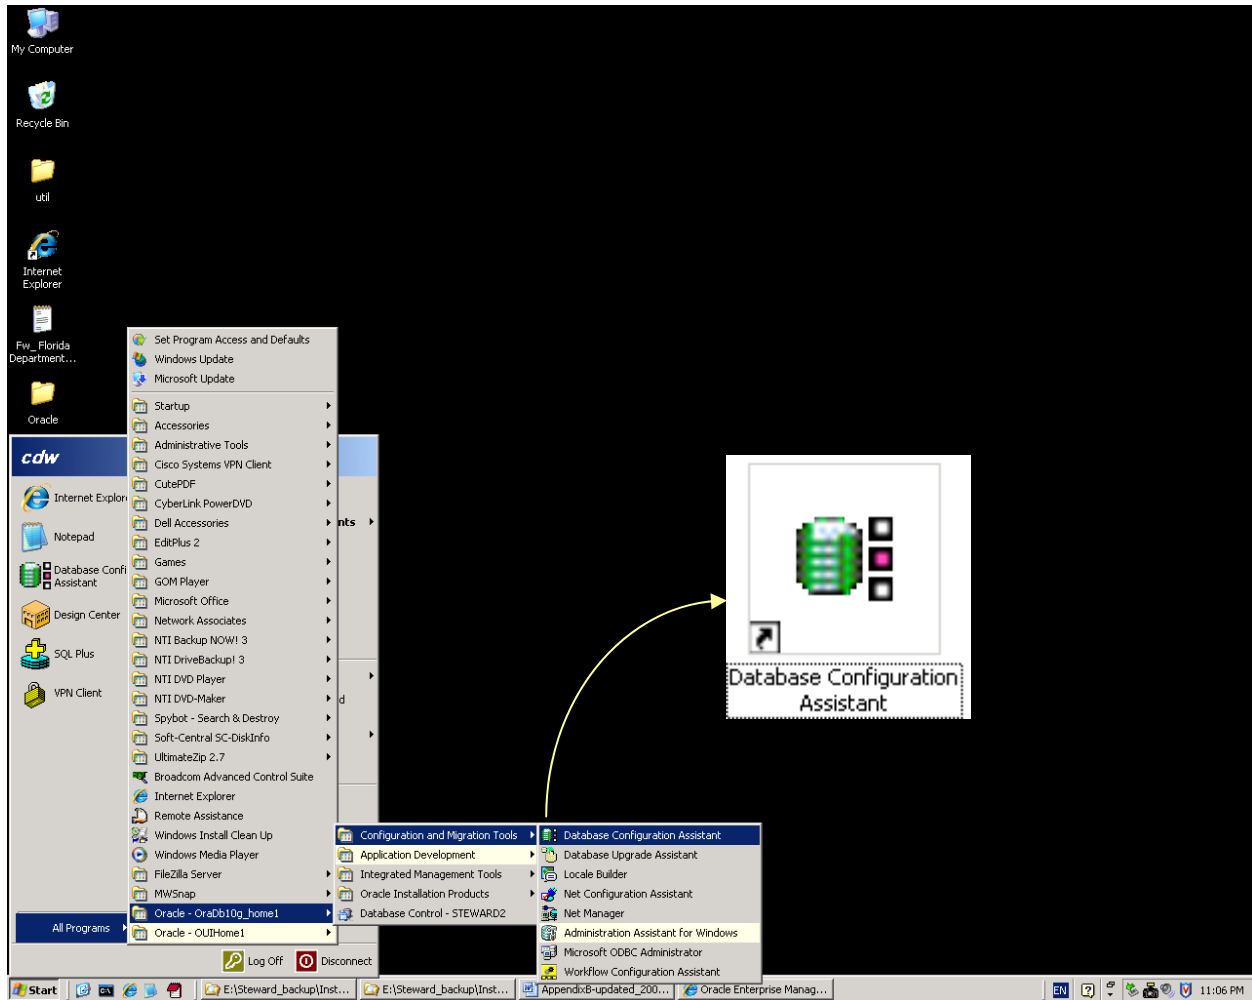 My Computer
Recycle Bin
util
Internet
Explorer
Fw_ Florida
Department...
Oracle
Set Program Access and Defaults
Windows Update
Microsoft Update
Startup
Accessories
Administrative Tools
Cisco Systems VPN Client
CutePDF
CyberLink PowerDVD
Dell Accessories
EditPlus 2
Games
GOM Player
Microsoft Office
Network Associates
NTI Backup NOW! 3
NTI DriveBackup! 3
NTI DVD Player
NTI DVD-Maker
Spybot - Search & Destroy
Soft-Central SC-DiskInfo
UltimateZip 2.7
Broadcom Advanced Control Suite
Internet Explorer
Remote Assistance
Windows Install Clean Up
Windows Media Player
FileZilla Server
MWSnap
Oracle - OraDb10g_home1
Oracle - OUIHome1
cdw
Internet Explor
Notepad
Database Confi
Assistant
Design Center
SQL Plus
VPN Client
All Programs
nts
d
Log Off
Disconnect
Configuration and Migration Tools
Application Development
Integrated Management Tools
Oracle Installation Products
Database Control - STEWARD2
Database Configuration Assistant
Database Upgrade Assistant
Locale Builder
Net Configuration Assistant
Net Manager
Administration Assistant for Windows
Microsoft ODBC Administrator
Workflow Configuration Assistant
Database Configuration
Assistant
Start
E:\Steward_backup\Inst...
E:\Steward_backup\Inst...
AppendixB-updated_200...
Oracle Enterprise Manag...
EN
11:06 PM